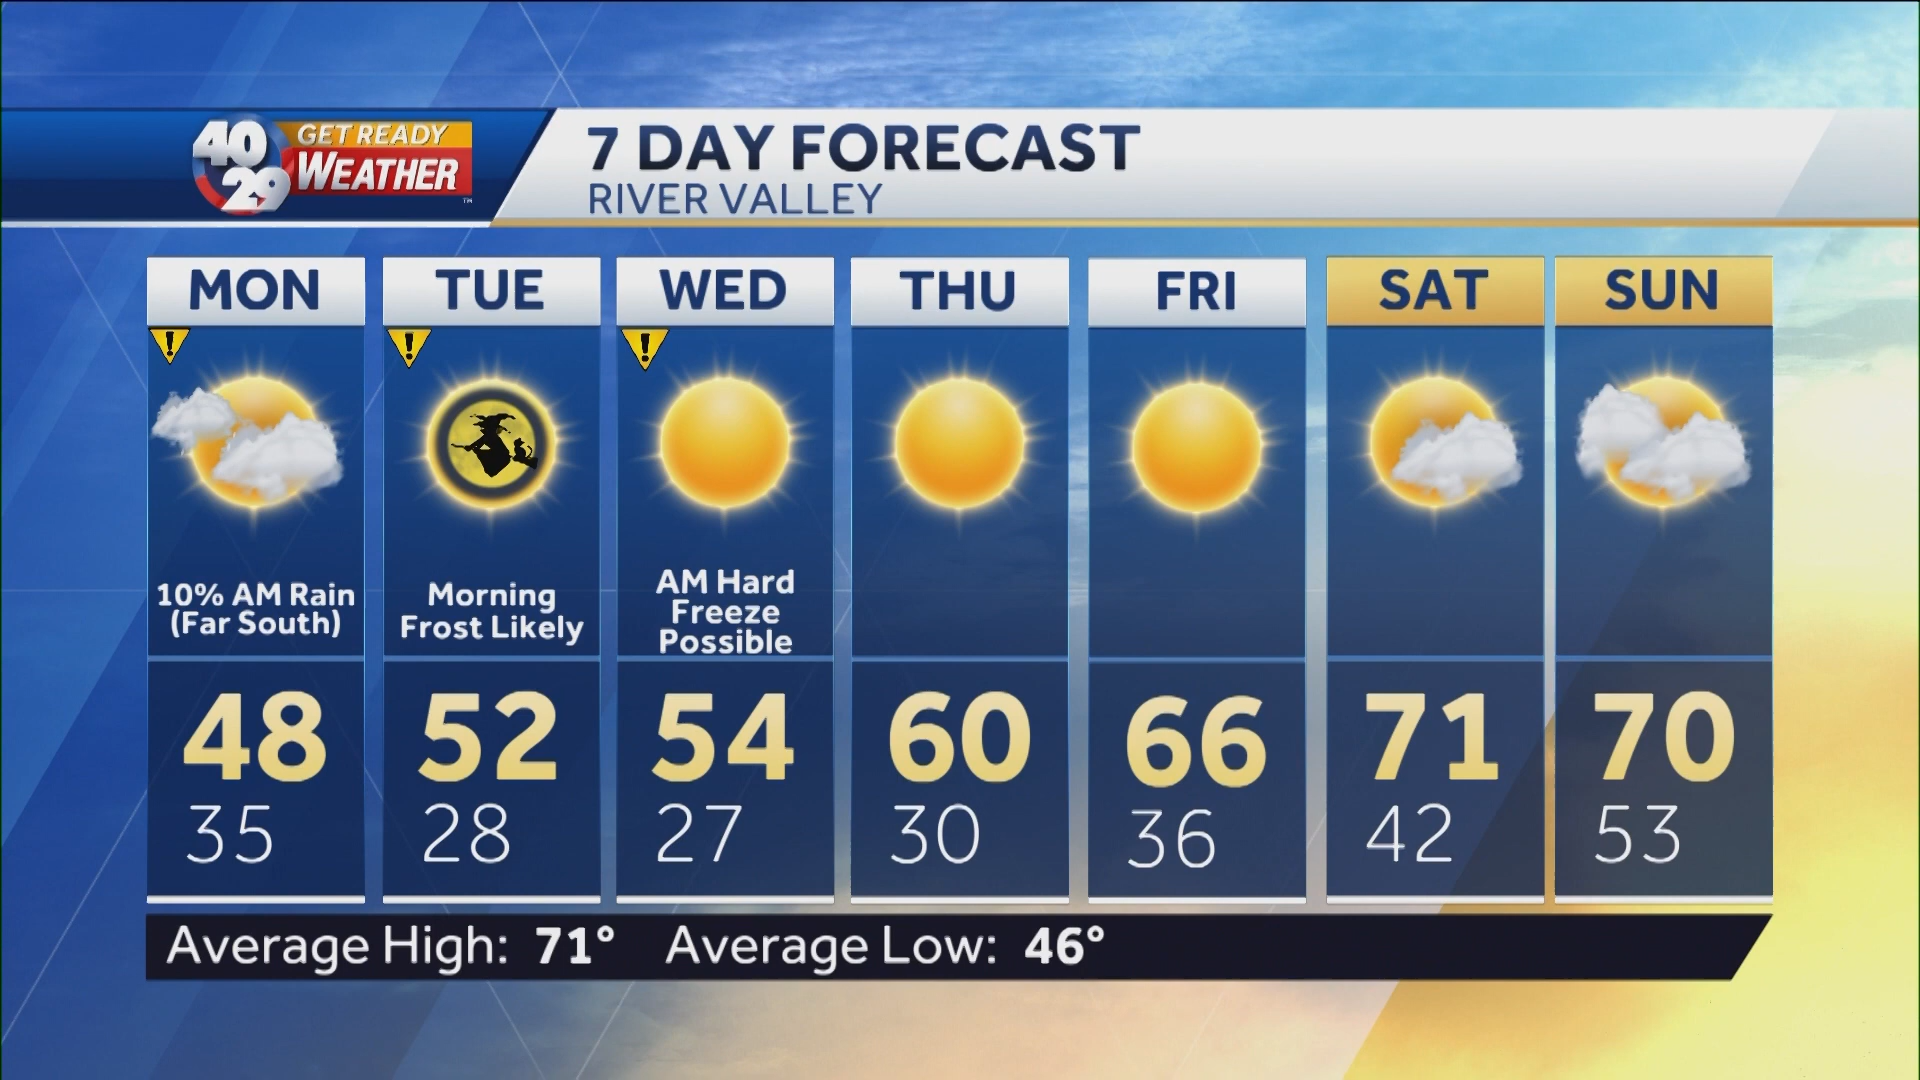 40
29
GET READY
WEATHER
™
7 DAY FORECAST
RIVER VALLEY
MON
!
10% AM Rain
(Far South)
48
35
TUE
!
Morning
Frost Likely
52
28
WED
!
AM Hard
Freeze
Possible
54
27
THU
60
30
FRI
66
36
SAT
71
42
SUN
70
53
Average High: 71° Average Low: 46°